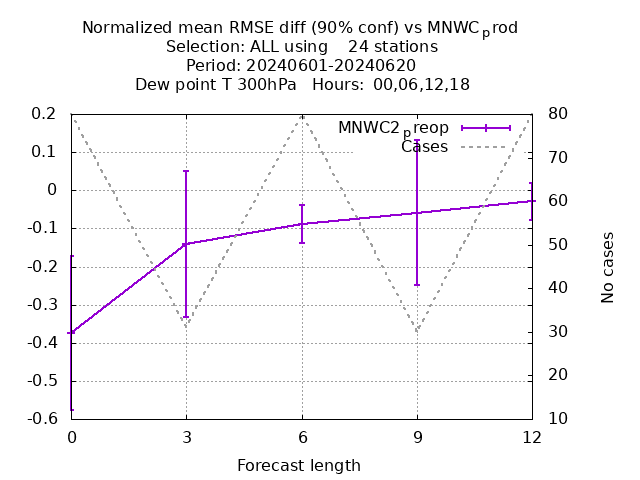 Normalized mean RMSE diff (90% conf) vs MNWCprod
Selection: ALL using    24 stations
Period: 20240601-20240620
Dew point T 300hPa   Hours: 00,06,12,18
MNWC2preop
Cases
0.2
0.1
0
-0.1
-0.2
-0.3
-0.4
-0.5
-0.6
80
70
60
50
40
30
20
10
No cases
0 3 6 9 12
Forecast length